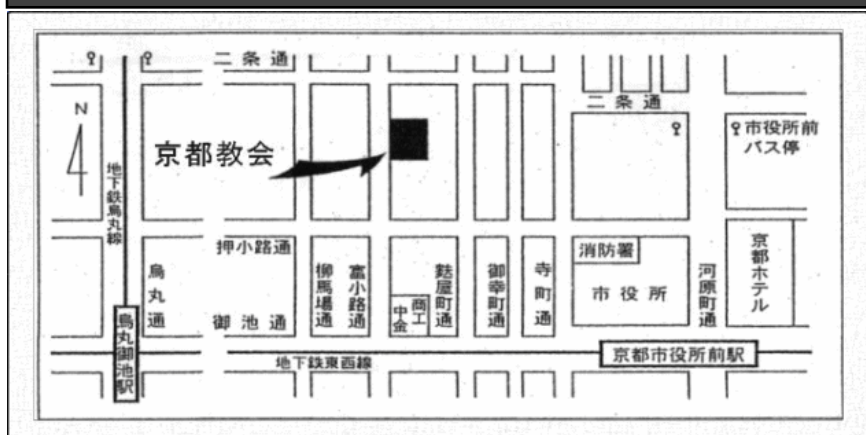 二条通
二条通
N
市役所前
バス停
京都教会
地下鉄烏丸線
押小路通
烏丸通
柳馬場通
富小路通
麩屋町通
御幸町通
寺町通
消防署
市役所
河原町通
京都ホテル
商工
中金
御池通
烏丸御池駅
地下鉄東西線
京都市役所前駅